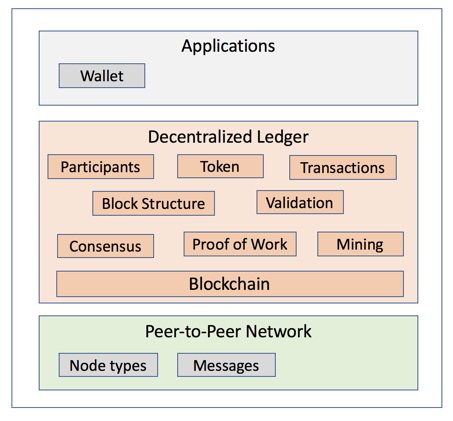 Applications
Wallet
Decentralized Ledger
Participants
Token
Transactions
Block Structure
Validation
Consensus
Proof of Work
Mining
Blockchain
Peer-to-Peer Network
Node types
Messages